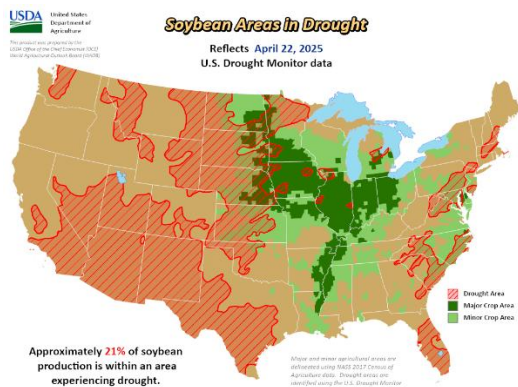 USDA
United States
Department of
Agriculture
This product was prepared by the
USDA Office of the Chief Economist (OCE)
World Agricultural Outlook Board (WAOB)
Soybean Areas in Drought
Reflects April 22, 2025
U.S. Drought Monitor data
Drought Area
Major Crop Area
Minor Crop Area
Approximately 21% of soybean
production is within an area
experiencing drought.
Major and minor agricultural areas are
delineated using NASS 2017 Census of
Agriculture data. Drought areas are
identified using the U.S. Drought Monitor